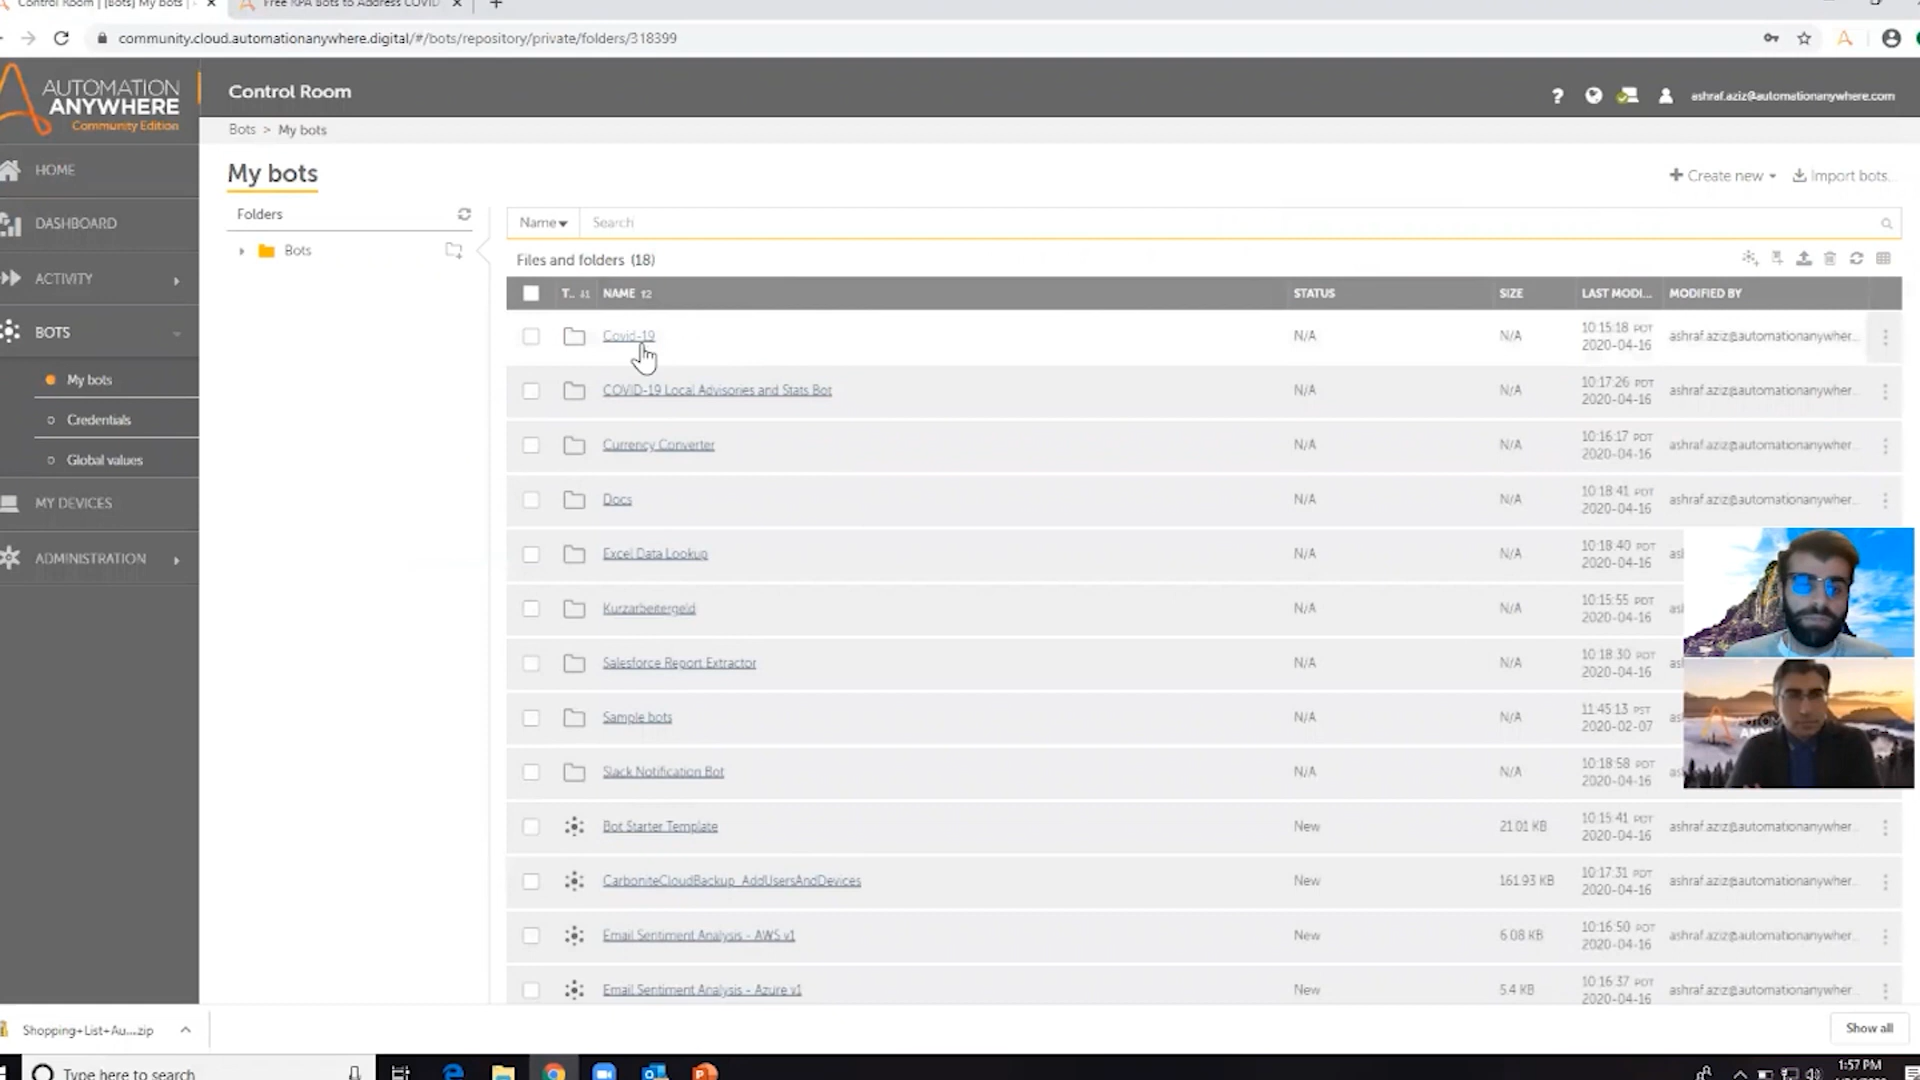 Control Room | [Bots] My bots
Free RPA Bots to Address COVID
community.cloud.automationanywhere.digital/#/bots/repository/private/folders/318399
AUTOMATION
ANYWHERE
Community Edition
Control Room
? ashraf.aziz@automationanywhere.com
Bots > My bots
HOME
DASHBOARD
ACTIVITY
BOTS
My bots
Credentials
Global values
MY DEVICES
ADMINISTRATION
My bots
Create new
Import bots...
Folders
Bots
Name
Search
Files and folders (18)
T.. NAME STATUS SIZE LAST MODI... MODIFIED BY
Covid-19 N/A N/A 10:15:18 PDT 2020-04-16 ashraf.aziz@automationanywher...
COVID-19 Local Advisories and Stats Bot N/A N/A 10:17:26 PDT 2020-04-16 ashraf.aziz@automationanywher...
Currency Converter N/A N/A 10:16:17 PDT 2020-04-16 ashraf.aziz@automationanywher...
Docs N/A N/A 10:18:41 PDT 2020-04-16 ashraf.aziz@automationanywher...
Excel Data Lookup N/A N/A 10:18:40 PDT 2020-04-16
Kurzarbeitergeld N/A N/A 10:15:55 PDT 2020-04-16
Salesforce Report Extractor N/A N/A 10:18:30 PDT 2020-04-16
Sample bots N/A N/A 11:45:13 PST 2020-02-07
Slack Notification Bot N/A N/A 10:18:58 PDT 2020-04-16
Bot Starter Template New 21.01 KB 10:15:41 PDT 2020-04-16 ashraf.aziz@automationanywher...
CarboniteCloudBackup_AddUsersAndDevices New 161.93 KB 10:17:31 PDT 2020-04-16 ashraf.aziz@automationanywher...
Email Sentiment Analysis - AWS v1 New 6.08 KB 10:16:50 PDT 2020-04-16 ashraf.aziz@automationanywher...
Email Sentiment Analysis - Azure v1 New 5.4 KB 10:16:37 PDT 2020-04-16 ashraf.aziz@automationanywher...
Shopping+List+Au....zip
Show all
Type here to search
1:57 PM